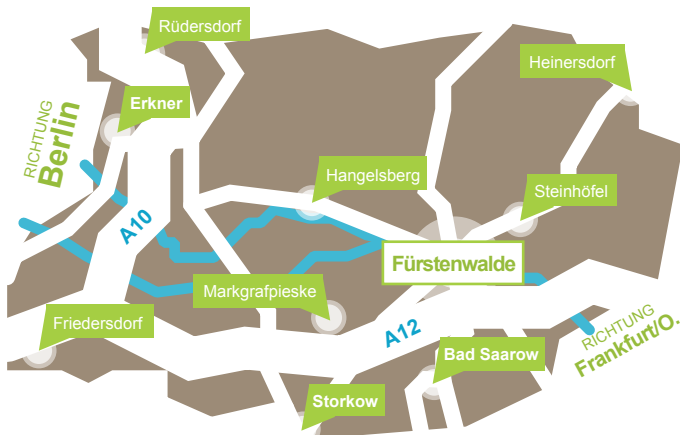 Rüdersdorf
Heinersdorf
Erkner
RICHTUNG
Berlin
Hangelsberg
Steinhöfel
A10
Fürstenwalde
Markgrafpieske
Friedersdorf
A12
RICHTUNG
Frankfurt/O.
Bad Saarow
Storkow